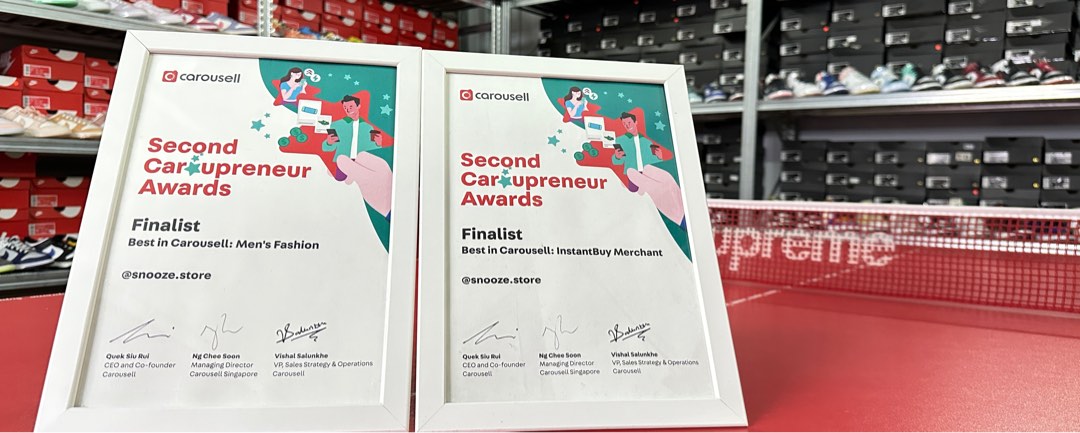 carousell
Second
Caroupreneur
Awards
Finalist
Best in Carousell: Men's Fashion
@snooze.store
Quek Siu Rui
CEO and Co-founder
Carousell
Ng Chee Soon
Managing Director
Carousell Singapore
Vishal Salunkhe
VP, Sales Strategy & Operations
Carousell
carousell
Second
Caroupreneur
Awards
Finalist
Best in Carousell: InstantBuy Merchant
@snooze.store
Quek Siu Rui
CEO and Co-founder
Carousell
Ng Chee Soon
Managing Director
Carousell Singapore
Vishal Salunkhe
VP, Sales Strategy & Operations
Carousell
upreme